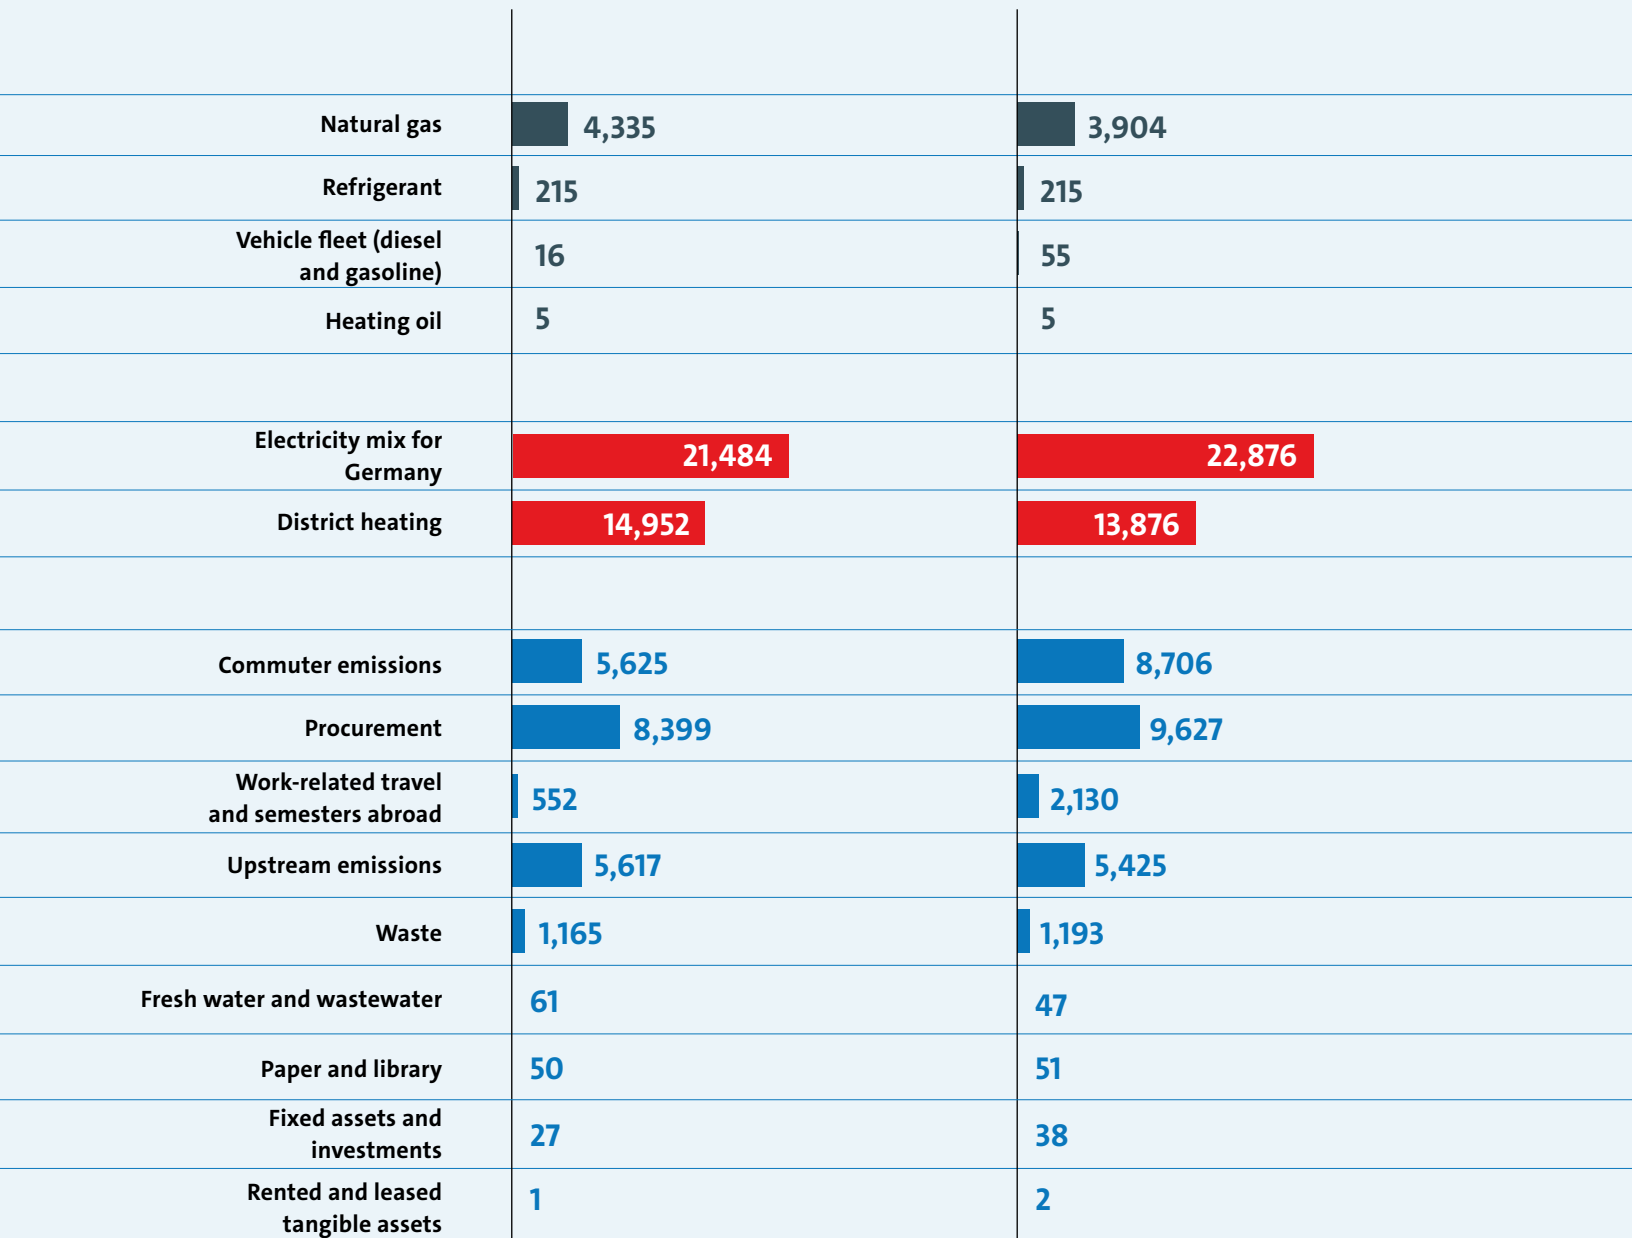 Natural gas 4,335 3,904
Refrigerant 215 215
Vehicle fleet (diesel
and gasoline) 16 55
Heating oil 5 5
Electricity mix for
Germany 21,484 22,876
District heating 14,952 13,876
Commuter emissions 5,625 8,706
Procurement 8,399 9,627
Work-related travel
and semesters abroad 552 2,130
Upstream emissions 5,617 5,425
Waste 1,165 1,193
Fresh water and wastewater 61 47
Paper and library 50 51
Fixed assets and
investments 27 38
Rented and leased
tangible assets 1 2